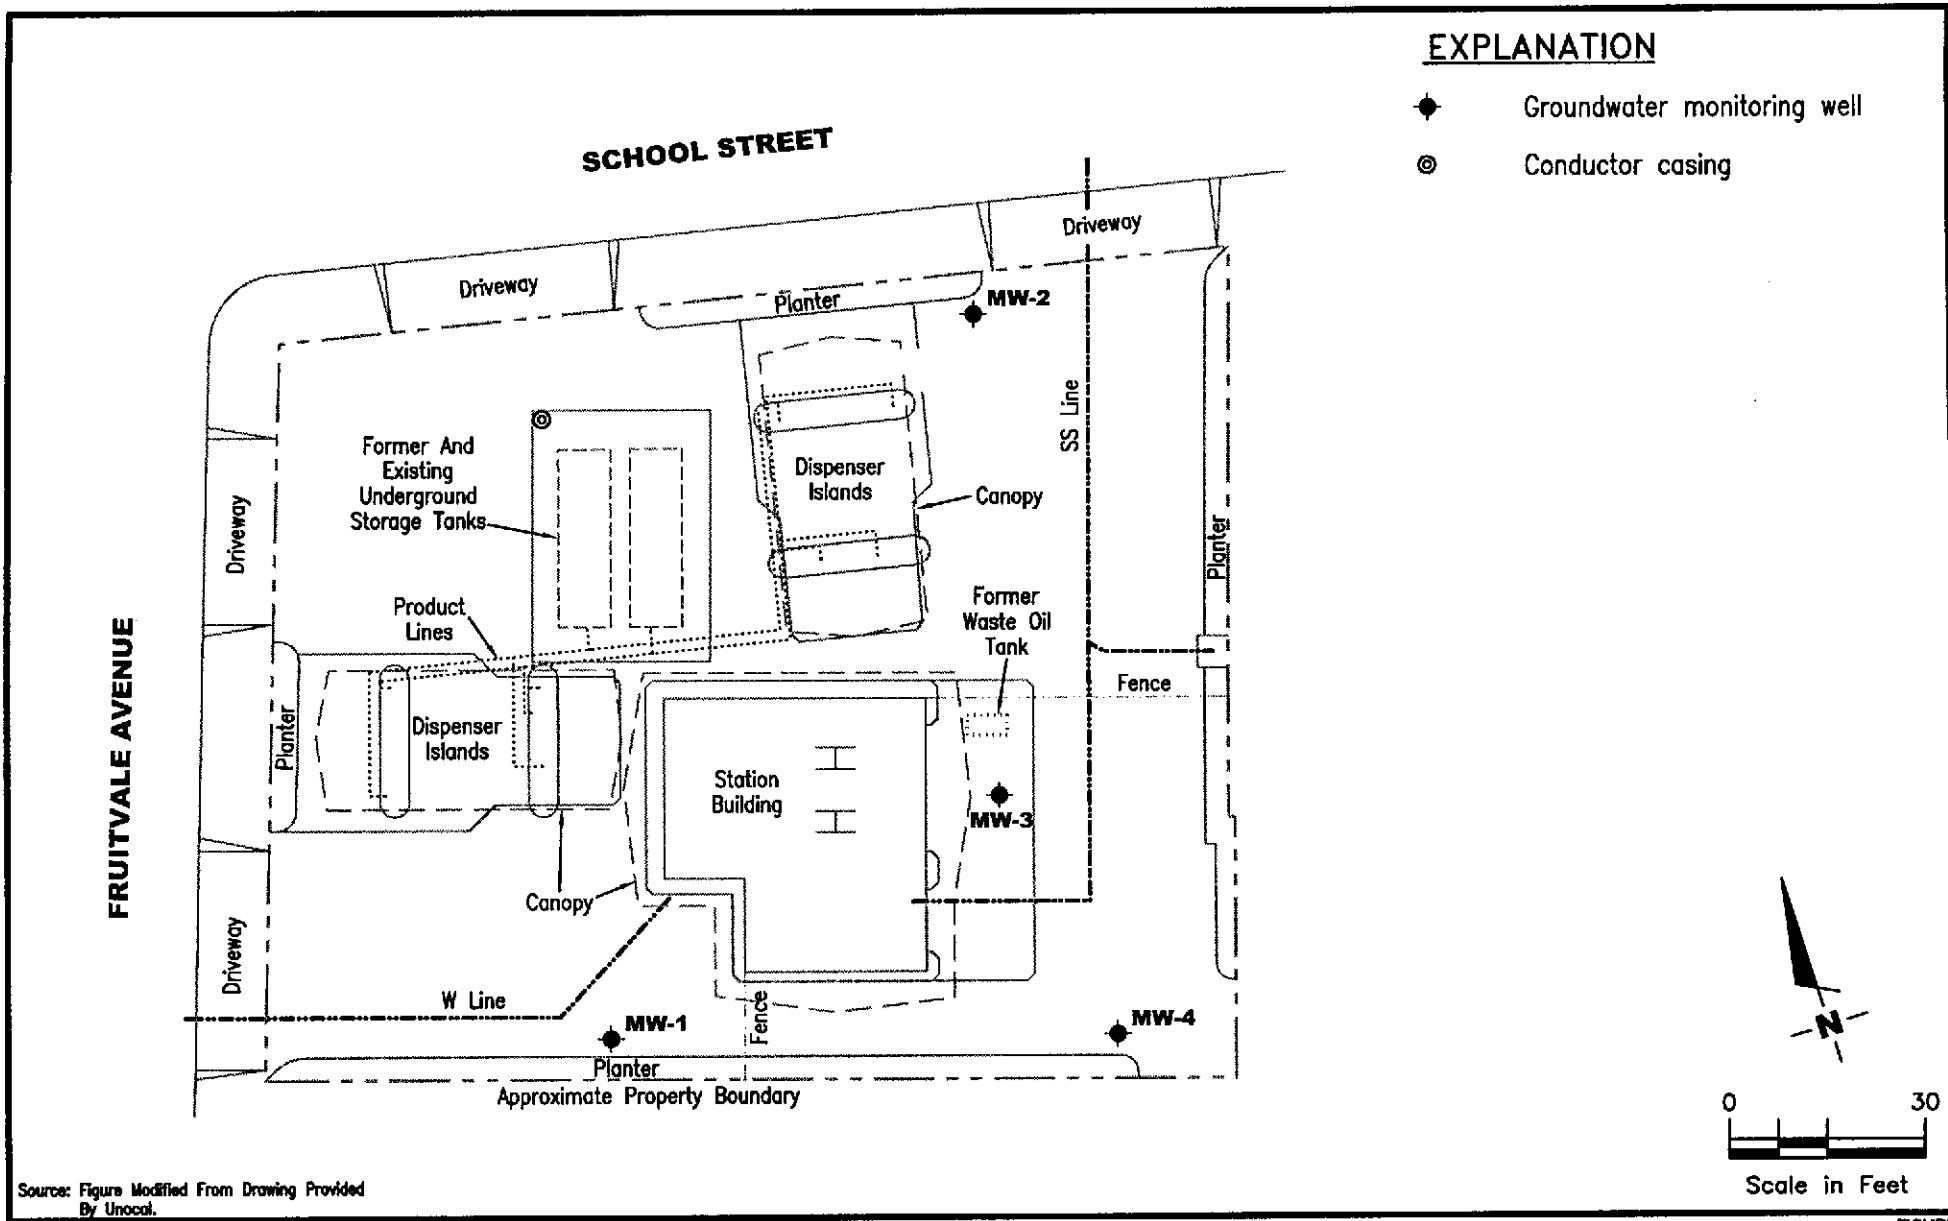 EXPLANATION
Groundwater monitoring well
Conductor casing
SCHOOL STREET
Driveway
Driveway
Planter
MW-2
SS Line
Former And
Existing
Underground
Storage Tanks
Dispenser
Islands
Canopy
Driveway
Planter
Product
Lines
Former
Waste Oil
Tank
Fence
FRUITVALE AVENUE
Planter
Dispenser
Islands
Station
Building
MW-3
Canopy
Driveway
W Line
MW-1
Fence
MW-4
Planter
Approximate Property Boundary
N
0 30
Scale in Feet
Source: Figure Modified From Drawing Provided
By Unocal.